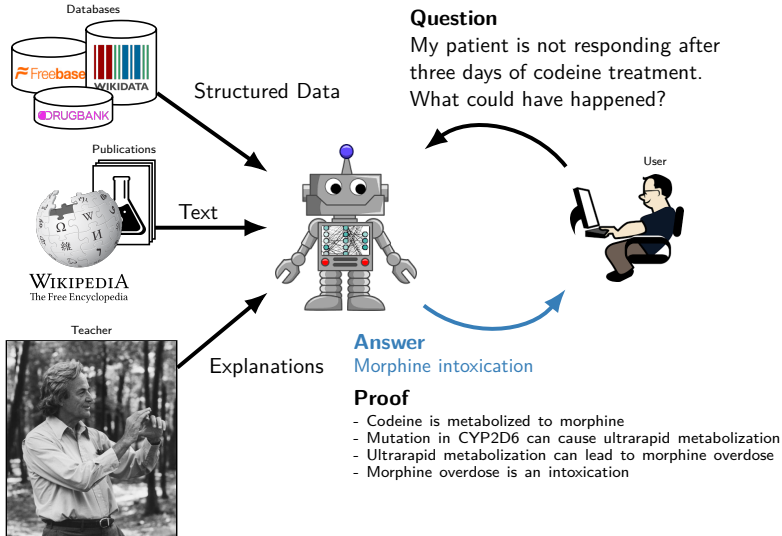 Databases
Freebase
WIKIDATA
DRUGBANK
Structured Data
Publications
Text
Ω
W
維
И
WIKIPEDIA
The Free Encyclopedia
Teacher
Explanations
Question
My patient is not responding after
three days of codeine treatment.
What could have happened?
User
Answer
Morphine intoxication
Proof
- Codeine is metabolized to morphine
- Mutation in CYP2D6 can cause ultrarapid metabolization
- Ultrarapid metabolization can lead to morphine overdose
- Morphine overdose is an intoxication